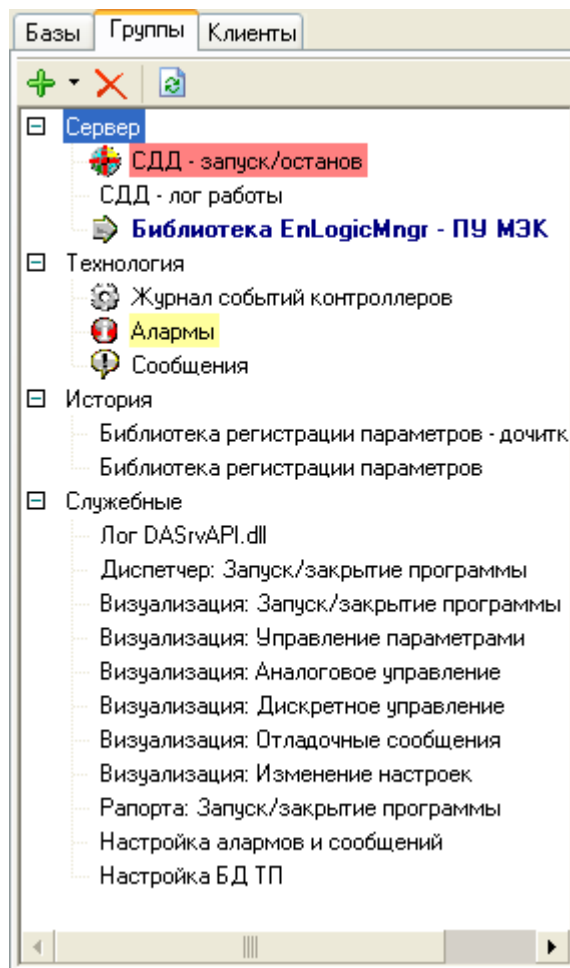 Базы Группы Клиенты
Сервер
СДД - запуск/останов
СДД - лог работы
Библиотека EnLogicMngr - ПУ МЭК
Технология
Журнал событий контроллеров
Алармы
Сообщения
История
Библиотека регистрации параметров - дочитк
Библиотека регистрации параметров
Служебные
Лог DASrvAPI.dll
Диспетчер: Запуск/закрытие программы
Визуализация: Запуск/закрытие программы
Визуализация: Управление параметрами
Визуализация: Аналоговое управление
Визуализация: Дискретное управление
Визуализация: Отладочные сообщения
Визуализация: Изменение настроек
Рапорта: Запуск/закрытие программы
Настройка алармов и сообщений
Настройка БД ТП